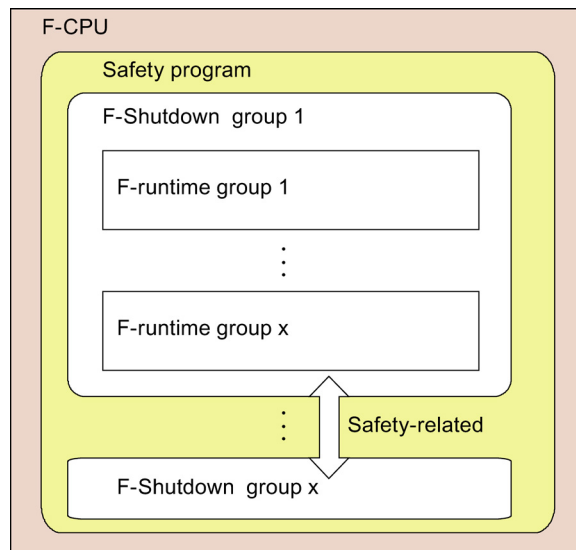 F-CPU
Safety program
F-Shutdown group 1
F-runtime group 1
⋮
F-runtime group x
⋮
Safety-related
F-Shutdown group x